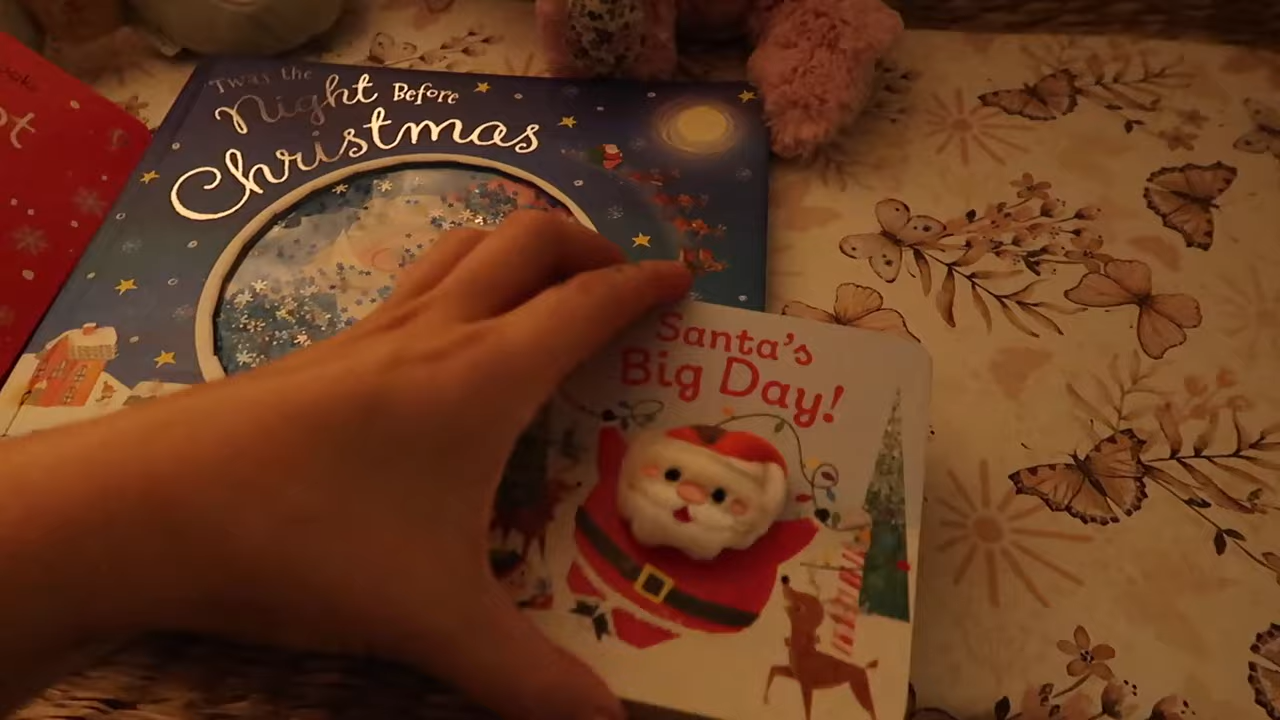 'Twas the
Night Before
Christmas
Santa's
Big Day!